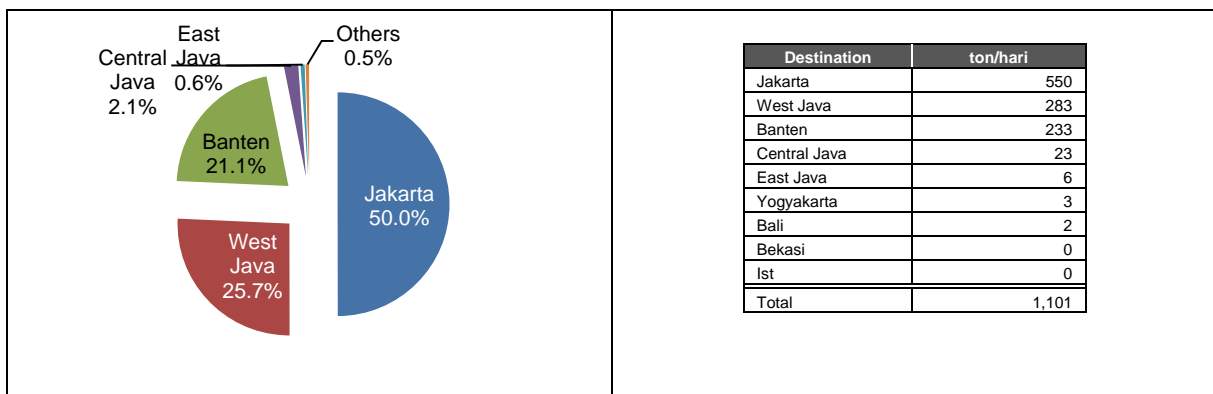 East
Java
0.6%
Central
Java
2.1%
Others
0.5%
Banten
21.1%
Jakarta
50.0%
West
Java
25.7%
Destination ton/hari
Jakarta 550
West Java 283
Banten 233
Central Java 23
East Java 6
Yogyakarta 3
Bali 2
Bekasi 0
Ist 0
Total 1,101